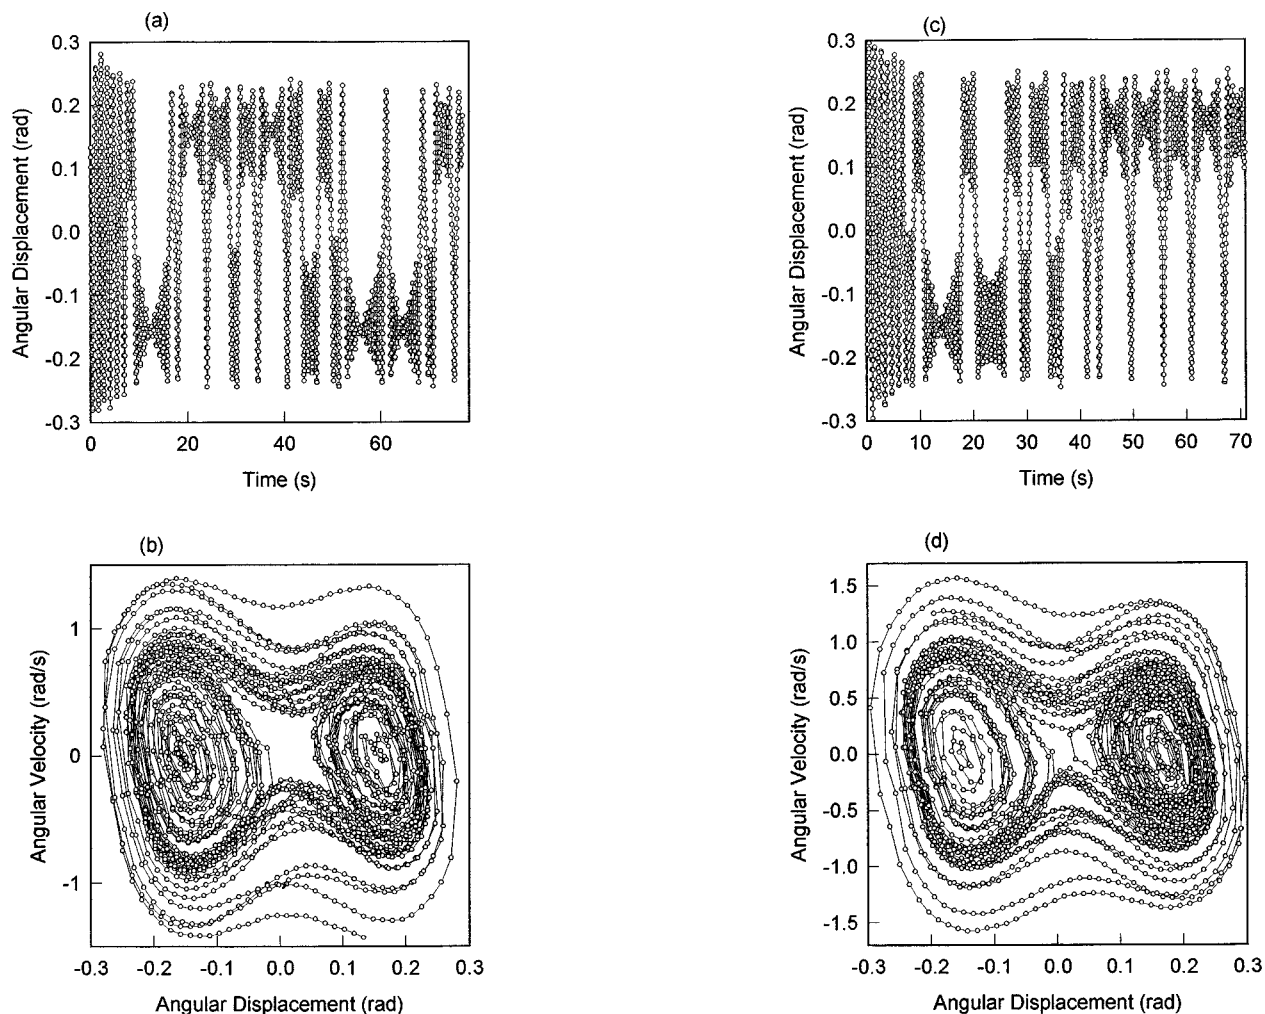 (a)
0.3
0.2
0.1
0.0
-0.1
-0.2
-0.3
Angular Displacement (rad)
0 20 40 60
Time (s)
(c)
0.3
0.2
0.1
0.0
-0.1
-0.2
-0.3
Angular Displacement (rad)
0 10 20 30 40 50 60 70
Time (s)
(b)
1
0
-1
Angular Velocity (rad/s)
-0.3 -0.2 -0.1 0.0 0.1 0.2 0.3
Angular Displacement (rad)
(d)
1.5
1.0
0.5
0.0
-0.5
-1.0
-1.5
Angular Velocity (rad/s)
-0.3 -0.2 -0.1 0.0 0.1 0.2 0.3
Angular Displacement (rad)